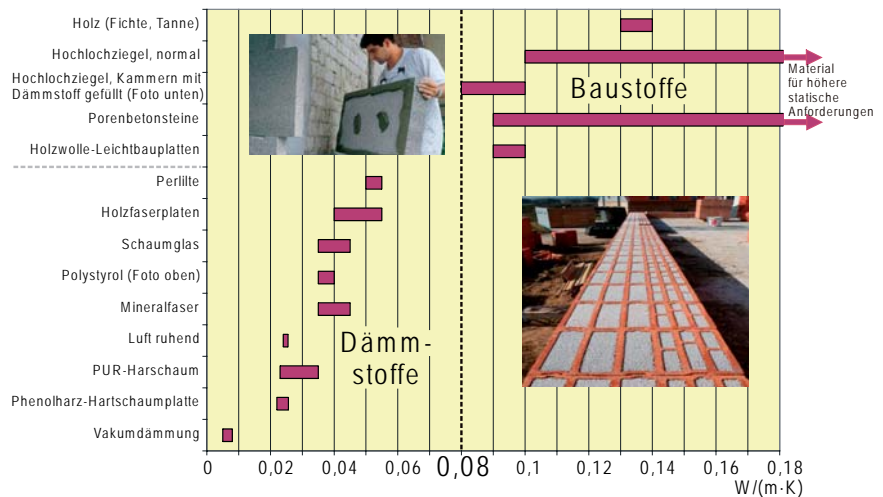 Holz (Fichte, Tanne)
Hochlochziegel, normal
Hochlochziegel, Kammern mit
Dämmstoff gefüllt (Foto unten)
Porenbetonsteine
Holzwolle-Leichtbauplatten
Perlilte
Holzfaserplaten
Schaumglas
Polystyrol (Foto oben)
Mineralfaser
Luft ruhend
PUR-Harschaum
Phenolharz-Hartschaumplatte
Vakumdämmung
Baustoffe
Material
für höhere
statische
Anforderungen
Dämm-
stoffe
0 0,02 0,04 0,06 0,08 0,1 0,12 0,14 0,16 0,18
W/(m·K)